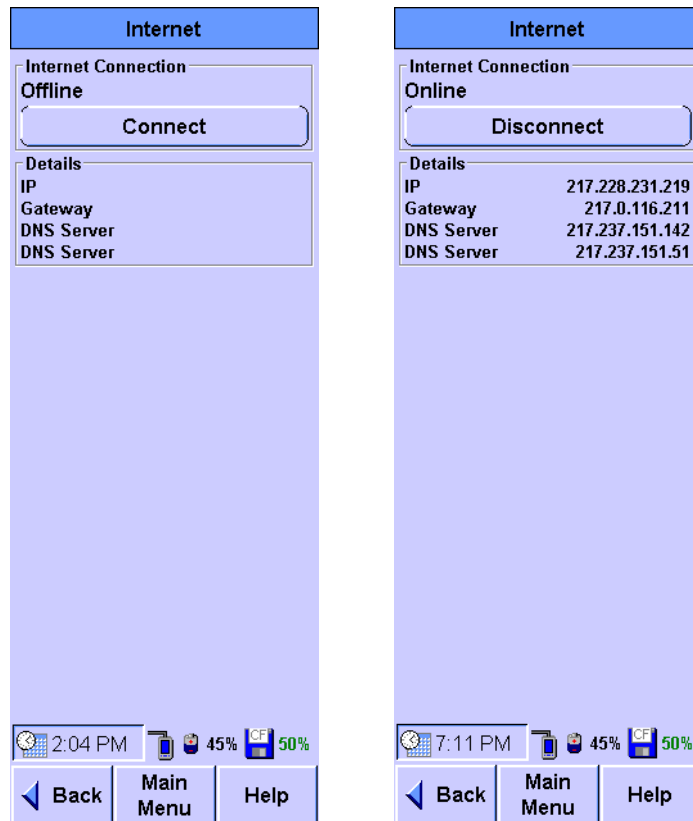 Internet
Internet Connection
Offline
Connect
Details
IP
Gateway
DNS Server
DNS Server
2:04 PM 45% CF 50%
Back Main Menu Help
Internet
Internet Connection
Online
Disconnect
Details
IP 217.228.231.219
Gateway 217.0.116.211
DNS Server 217.237.151.142
DNS Server 217.237.151.51
7:11 PM 45% CF 50%
Back Main Menu Help